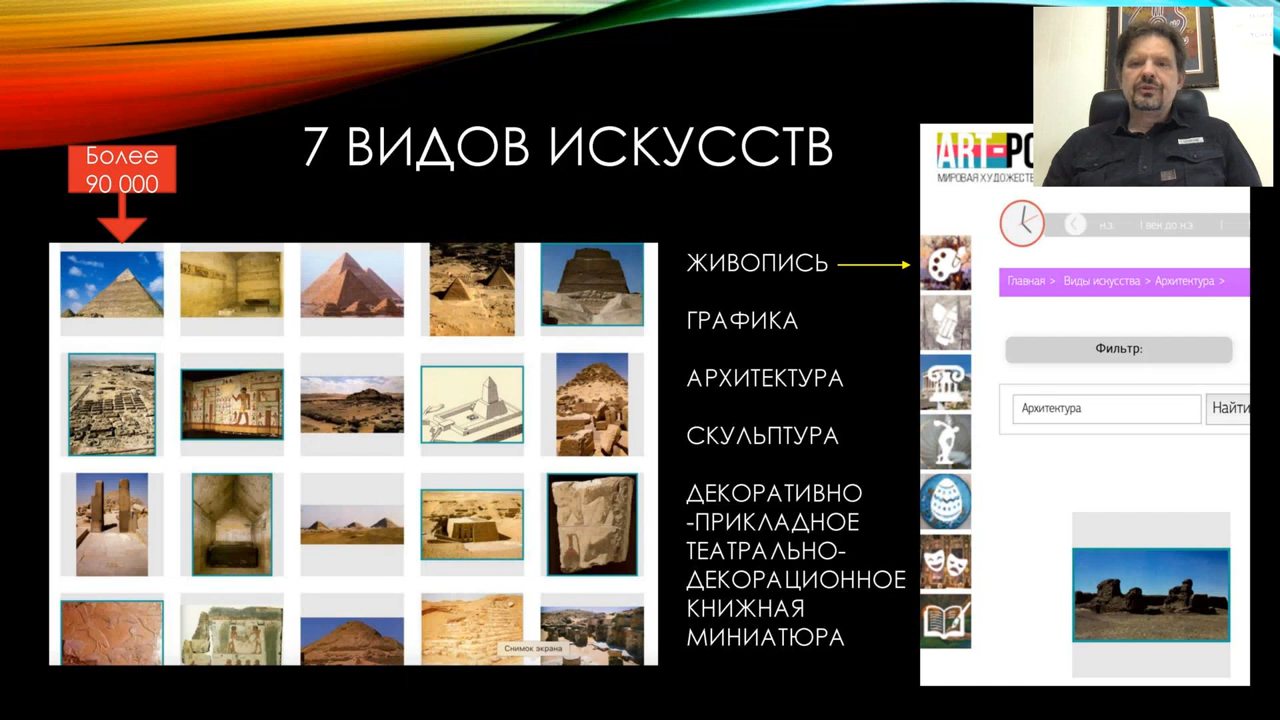 7 ВИДОВ ИСКУССТВ
Более
90 000
ЖИВОПИСЬ
ГРАФИКА
АРХИТЕКТУРА
СКУЛЬПТУРА
ДЕКОРАТИВНО
-ПРИКЛАДНОЕ
ТЕАТРАЛЬНО-
ДЕКОРАЦИОННОЕ
КНИЖНАЯ
МИНИАТЮРА
Снимок экрана
ART-PO
МИРОВАЯ ХУДОЖЕСТВ
н.э. I век до н.э. I
Главная > Виды искусства > Архитектура >
Фильтр:
Архитектура Найти